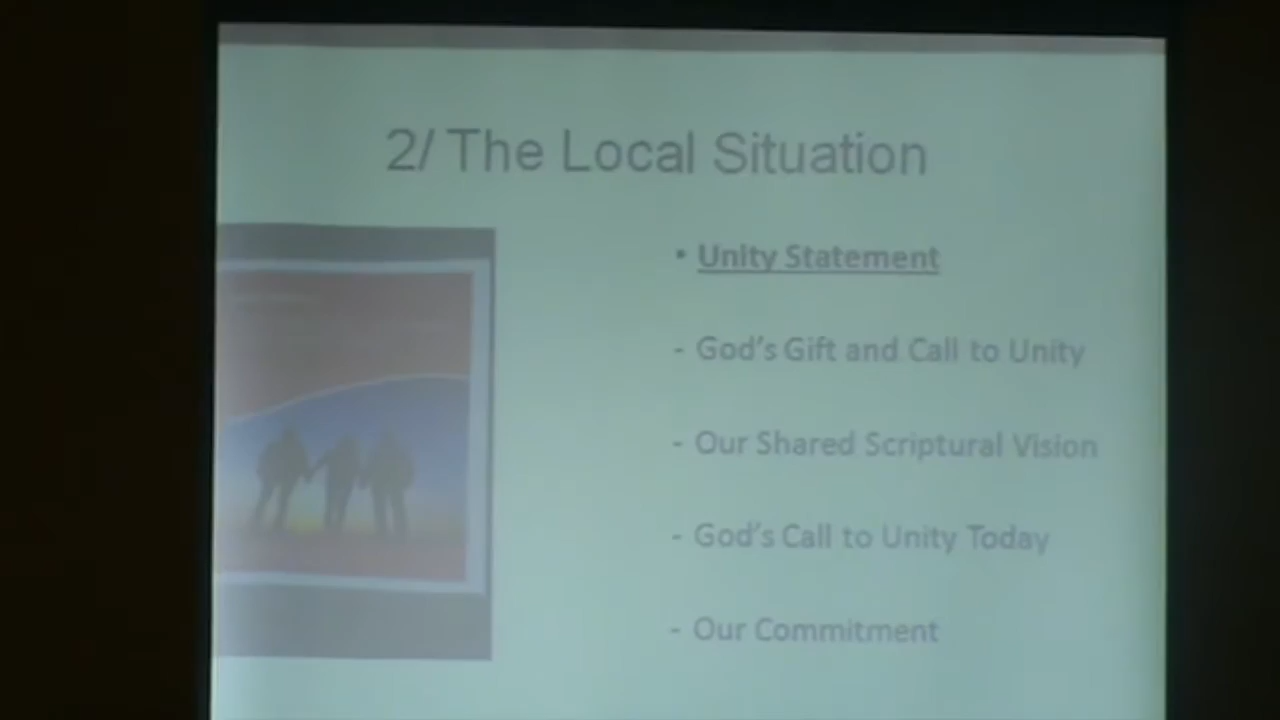 2/ The Local Situation
• Unity Statement
- God's Gift and Call to Unity
- Our Shared Scriptural Vision
- God's Call to Unity Today
- Our Commitment